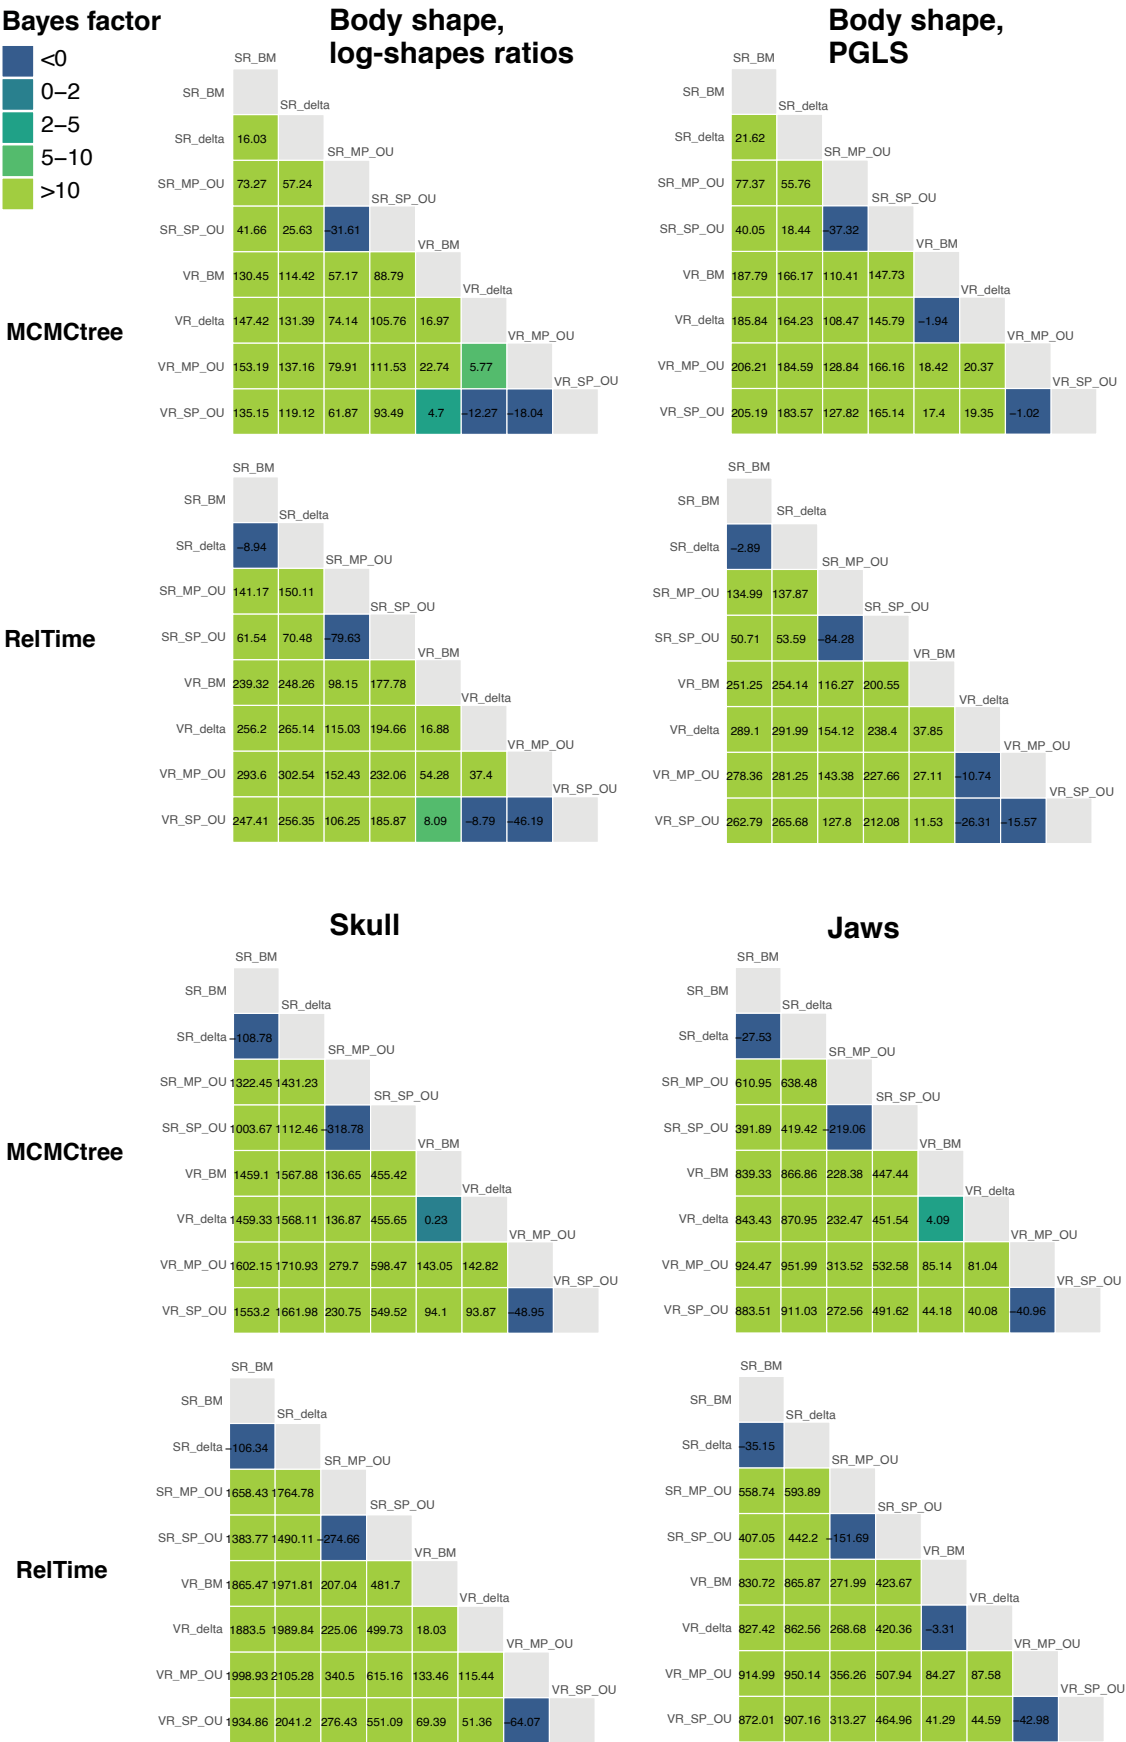 Bayes factor
<0
0−2
2−5
5−10
>10
Body shape,
log-shapes ratios
Body shape,
PGLS
MCMCtree
SR_BM
SR_BM
SR_delta
SR_delta 16.03
SR_MP_OU
SR_MP_OU 73.27 57.24
SR_SP_OU
SR_SP_OU 41.66 25.63 −31.61
VR_BM
VR_BM 130.45 114.42 57.17 88.79
VR_delta
VR_delta 147.42 131.39 74.14 105.76 16.97
VR_MP_OU
VR_MP_OU 153.19 137.16 79.91 111.53 22.74 5.77
VR_SP_OU
VR_SP_OU 135.15 119.12 61.87 93.49 4.7 −12.27 −18.04
SR_BM
SR_BM
SR_delta
SR_delta 21.62
SR_MP_OU
SR_MP_OU 77.37 55.76
SR_SP_OU
SR_SP_OU 40.05 18.44 −37.32
VR_BM
VR_BM 187.79 166.17 110.41 147.73
VR_delta
VR_delta 185.84 164.23 108.47 145.79 −1.94
VR_MP_OU
VR_MP_OU 206.21 184.59 128.84 166.16 18.42 20.37
VR_SP_OU
VR_SP_OU 205.19 183.57 127.82 165.14 17.4 19.35 −1.02
RelTime
SR_BM
SR_BM
SR_delta
SR_delta −8.94
SR_MP_OU
SR_MP_OU 141.17 150.11
SR_SP_OU
SR_SP_OU 61.54 70.48 −79.63
VR_BM
VR_BM 239.32 248.26 98.15 177.78
VR_delta
VR_delta 256.2 265.14 115.03 194.66 16.88
VR_MP_OU
VR_MP_OU 293.6 302.54 152.43 232.06 54.28 37.4
VR_SP_OU
VR_SP_OU 247.41 256.35 106.25 185.87 8.09 −8.79 −46.19
SR_BM
SR_BM
SR_delta
SR_delta −2.89
SR_MP_OU
SR_MP_OU 134.99 137.87
SR_SP_OU
SR_SP_OU 50.71 53.59 −84.28
VR_BM
VR_BM 251.25 254.14 116.27 200.55
VR_delta
VR_delta 289.1 291.99 154.12 238.4 37.85
VR_MP_OU
VR_MP_OU 278.36 281.25 143.38 227.66 27.11 −10.74
VR_SP_OU
VR_SP_OU 262.79 265.68 127.8 212.08 11.53 −26.31 −15.57
Skull
Jaws
MCMCtree
SR_BM
SR_BM
SR_delta
SR_delta −108.78
SR_MP_OU
SR_MP_OU 1322.45 1431.23
SR_SP_OU
SR_SP_OU 1003.67 1112.46 −318.78
VR_BM
VR_BM 1459.1 1567.88 136.65 455.42
VR_delta
VR_delta 1459.33 1568.11 136.87 455.65 0.23
VR_MP_OU
VR_MP_OU 1602.15 1710.93 279.7 598.47 143.05 142.82
VR_SP_OU
VR_SP_OU 1553.2 1661.98 230.75 549.52 94.1 93.87 −48.95
SR_BM
SR_BM
SR_delta
SR_delta −27.53
SR_MP_OU
SR_MP_OU 610.95 638.48
SR_SP_OU
SR_SP_OU 391.89 419.42 −219.06
VR_BM
VR_BM 839.33 866.86 228.38 447.44
VR_delta
VR_delta 843.43 870.95 232.47 451.54 4.09
VR_MP_OU
VR_MP_OU 924.47 951.99 313.52 532.58 85.14 81.04
VR_SP_OU
VR_SP_OU 883.51 911.03 272.56 491.62 44.18 40.08 −40.96
RelTime
SR_BM
SR_BM
SR_delta
SR_delta −106.34
SR_MP_OU
SR_MP_OU 1658.43 1764.78
SR_SP_OU
SR_SP_OU 1383.77 1490.11 −274.66
VR_BM
VR_BM 1865.47 1971.81 207.04 481.7
VR_delta
VR_delta 1883.5 1989.84 225.06 499.73 18.03
VR_MP_OU
VR_MP_OU 1998.93 2105.28 340.5 615.16 133.46 115.44
VR_SP_OU
VR_SP_OU 1934.86 2041.2 276.43 551.09 69.39 51.36 −64.07
SR_BM
SR_BM
SR_delta
SR_delta −35.15
SR_MP_OU
SR_MP_OU 558.74 593.89
SR_SP_OU
SR_SP_OU 407.05 442.2 −151.69
VR_BM
VR_BM 830.72 865.87 271.99 423.67
VR_delta
VR_delta 827.42 862.56 268.68 420.36 −3.31
VR_MP_OU
VR_MP_OU 914.99 950.14 356.26 507.94 84.27 87.58
VR_SP_OU
VR_SP_OU 872.01 907.16 313.27 464.96 41.29 44.59 −42.98